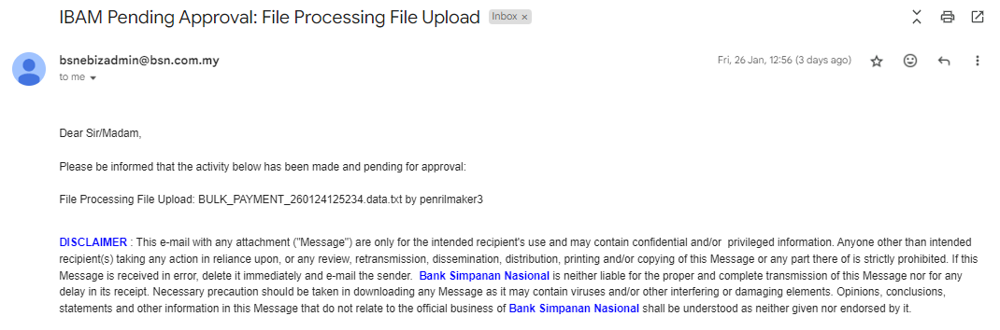 IBAM Pending Approval: File Processing File Upload Inbox ×
bsnebizadmin@bsn.com.my Fri, 26 Jan, 12:56 (3 days ago)
to me
Dear Sir/Madam,
Please be informed that the activity below has been made and pending for approval:
File Processing File Upload: BULK_PAYMENT_260124125234.data.txt by penrilmaker3
DISCLAIMER : This e-mail with any attachment ("Message") are only for the intended recipient's use and may contain confidential and/or privileged information. Anyone other than intended
recipient(s) taking any action in reliance upon, or any review, retransmission, dissemination, distribution, printing and/or copying of this Message or any part there of is strictly prohibited. If this
Message is received in error, delete it immediately and e-mail the sender. Bank Simpanan Nasional is neither liable for the proper and complete transmission of this Message nor for any
delay in its receipt. Necessary precaution should be taken in downloading any Message as it may contain viruses and/or other interfering or damaging elements. Opinions, conclusions,
statements and other information in this Message that do not relate to the official business of Bank Simpanan Nasional shall be understood as neither given nor endorsed by it.